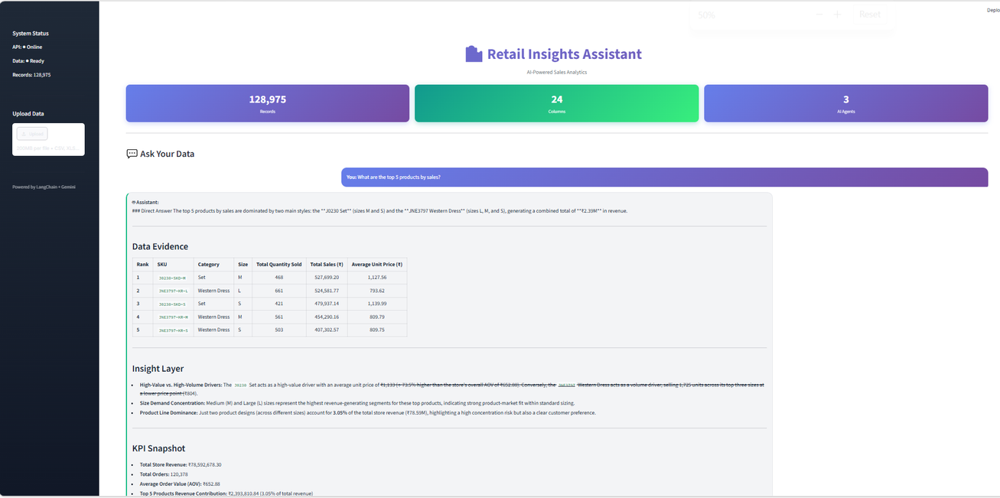 50%
Reset
Deplo
System Status
API: ● Online
Data: ● Ready
Records: 128,975
Upload Data
Upload
200MB per file • CSV, XLS
Powered by LangChain + Gemini
Retail Insights Assistant
AI-Powered Sales Analytics
128,975
Records
24
Columns
3
AI Agents
Ask Your Data
You: What are the top 5 products by sales?
Assistant:
### Direct Answer The top 5 products by sales are dominated by two main styles: the **J0230 Set** (sizes M and S) and the **JNE3797 Western Dress** (sizes L, M, and S), generating a combined total of **₹2.39M** in revenue.
Data Evidence
Rank SKU Category Size Total Quantity Sold Total Sales (₹) Average Unit Price (₹)
1 J0230-SKD-M Set M 468 527,699.20 1,127.56
2 JNE3797-KR-L Western Dress L 661 524,581.77 793.62
3 J0230-SKD-S Set S 421 479,937.14 1,139.99
4 JNE3797-KR-M Western Dress M 561 454,290.16 809.79
5 JNE3797-KR-S Western Dress S 503 407,302.57 809.75
Insight Layer
• High-Value vs. High-Volume Drivers: The J0230 Set acts as a high-value driver with an average unit price of ₹1,133 (+ 73.5% higher than the store's overall AOV of ₹652.88). Conversely, the JNE3797 Western Dress acts as a volume driver, selling 1,725 units across its top three sizes at
a lower price point (₹804).
• Size Demand Concentration: Medium (M) and Large (L) sizes represent the highest revenue-generating segments for these top products, indicating strong product-market fit within standard sizing.
• Product Line Dominance: Just two product designs (across different sizes) account for 3.05% of the total store revenue (₹78.59M), highlighting a high concentration risk but also a clear customer preference.
KPI Snapshot
• Total Store Revenue: ₹78,592,678.30
• Total Orders: 120,378
• Average Order Value (AOV): ₹652.88
• Top 5 Products Revenue Contribution: ₹2,393,810.84 (3.05% of total revenue)